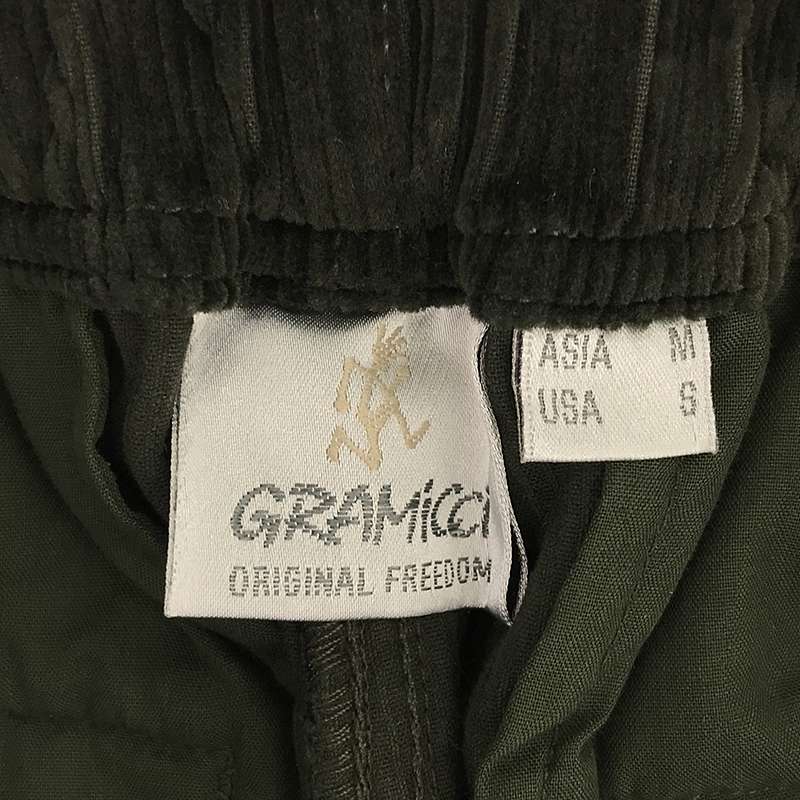 GRAMICCI
ORIGINAL FREEDOM
ASIA M
USA S